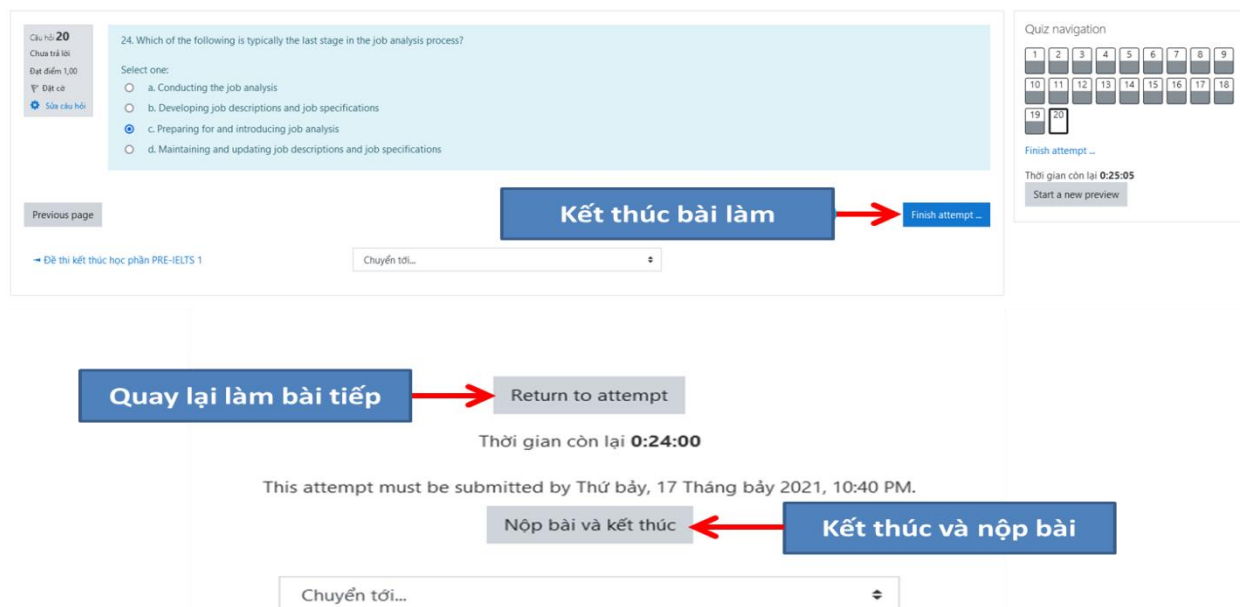 Câu hỏi 20
Chưa trả lời
Đạt điểm 1,00
Đặt cờ
Sửa câu hỏi
24. Which of the following is typically the last stage in the job analysis process?
Select one:
a. Conducting the job analysis
b. Developing job descriptions and job specifications
c. Preparing for and introducing job analysis
d. Maintaining and updating job descriptions and job specifications
Previous page
Kết thúc bài làm
Finish attempt ...
Đề thi kết thúc học phần PRE-IELTS 1
Chuyển tới...
Quiz navigation
1 2 3 4 5 6 7 8 9
10 11 12 13 14 15 16 17 18
19 20
Finish attempt ...
Thời gian còn lại 0:25:05
Start a new preview
Quay lại làm bài tiếp
Return to attempt
Thời gian còn lại 0:24:00
This attempt must be submitted by Thứ bảy, 17 Tháng bảy 2021, 10:40 PM.
Nộp bài và kết thúc
Kết thúc và nộp bài
Chuyển tới...